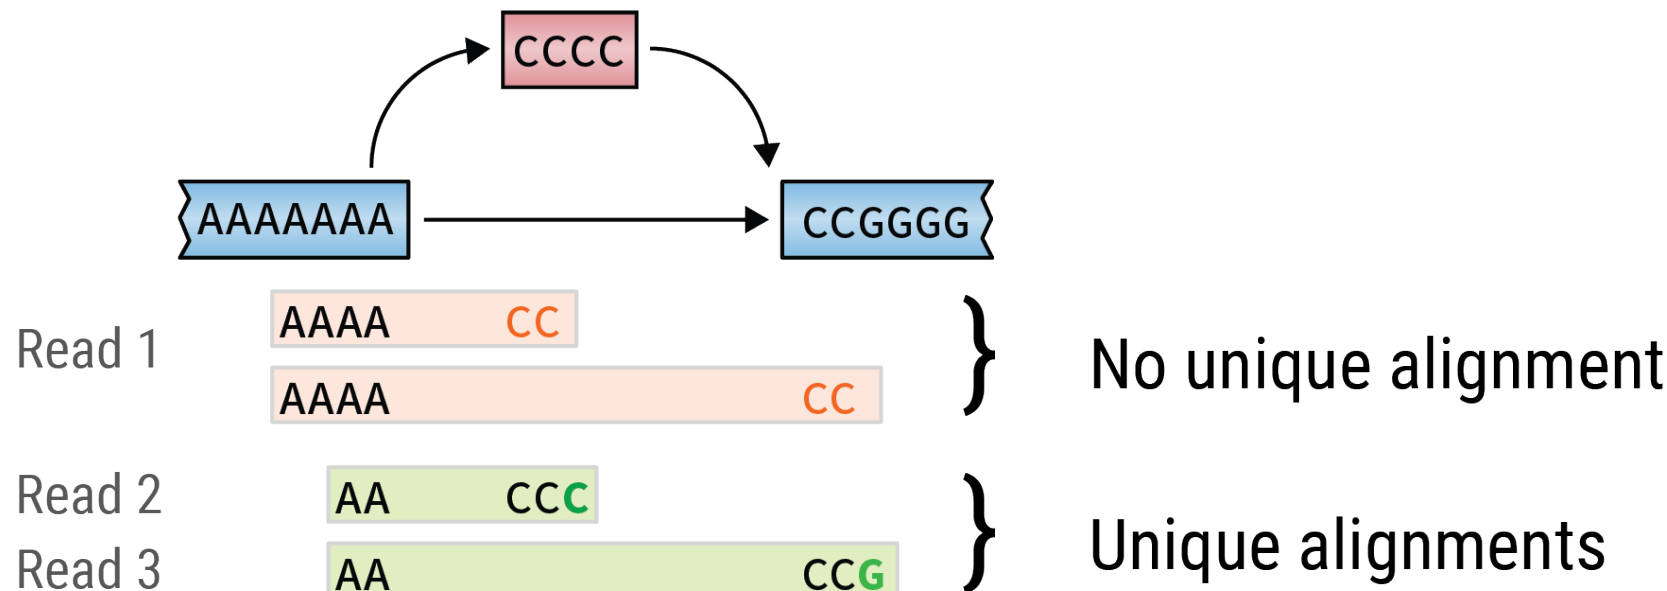 CCCC
AAAAAAA CCGGGG
Read 1
AAAA CC
AAAA CC
} No unique alignment
Read 2 AA CCC
Read 3 AA CCG
} Unique alignments